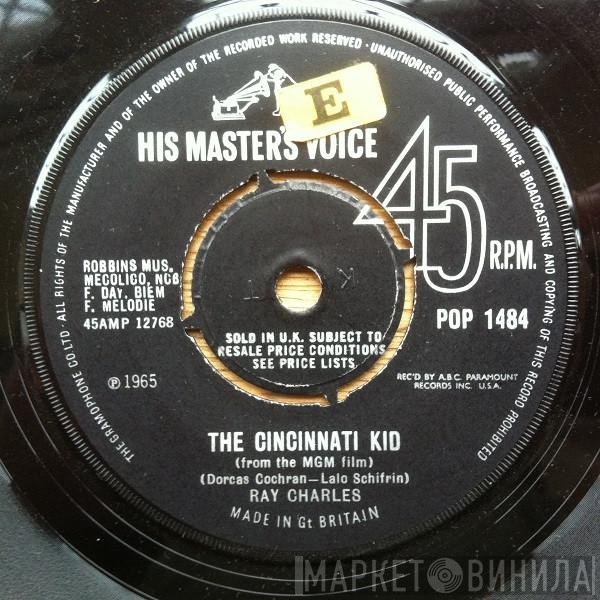 THE GRAMOPHONE CO. LTD · ALL RIGHTS OF THE MANUFACTURER AND OF THE OWNER OF THE RECORDED WORK RESERVED · UNAUTHORISED PUBLIC PERFORMANCE BROADCASTING AND COPYING OF THIS RECORD PROHIBITED
E
HIS MASTER'S VOICE
45
R.P.M.
ROBBINS MUS.
MECOLICO, NCB
F. DAY. BIEM
F. MELODIE
45AMP 12768
POP 1484
K
T
SOLD IN U.K. SUBJECT TO
RESALE PRICE CONDITIONS
SEE PRICE LISTS
℗ 1965
REC'D BY A.B.C. PARAMOUNT
RECORDS INC. U.S.A.
THE CINCINNATI KID
(from the MGM film)
(Dorcas Cochran—Lalo Schifrin)
RAY CHARLES
MADE IN Gt. BRITAIN
МАРКЕТ ВИНИЛА